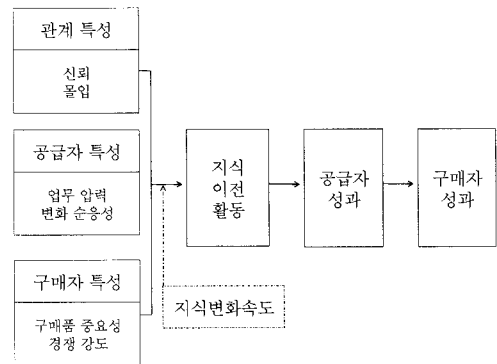 관계 특성
신뢰
몰입
공급자 특성
업무 압력
변화 순응성
구매자 특성
구매품 중요성
경쟁 강도
지식변화속도
지식
이전
활동
공급자
성과
구매자
성과